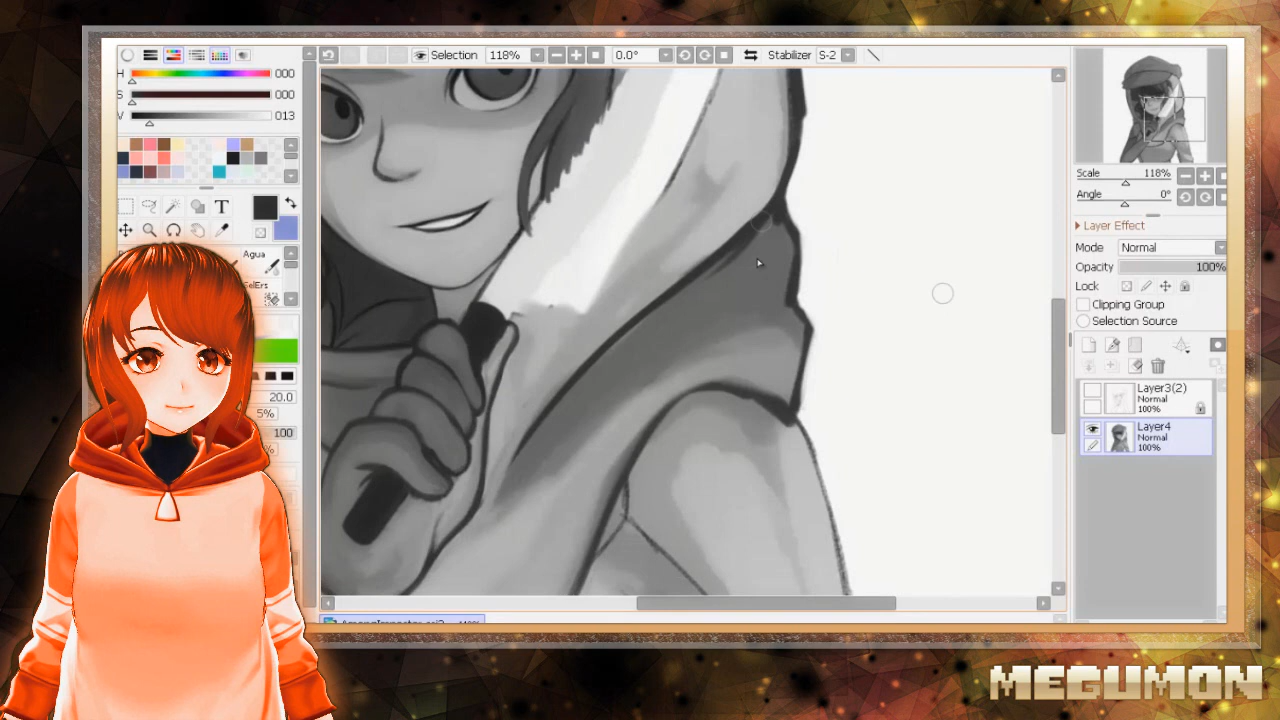 H 000
S 000
V 013
Selection 118% 0.0° Stabilizer S-2
T
Agua
20.0
5%
100
Scale 118%
Angle 0°
Layer Effect
Mode Normal
Opacity 100%
Lock
Clipping Group
Selection Source
Layer3(2)
Normal
100%
Layer4
Normal
100%
MEGUMON